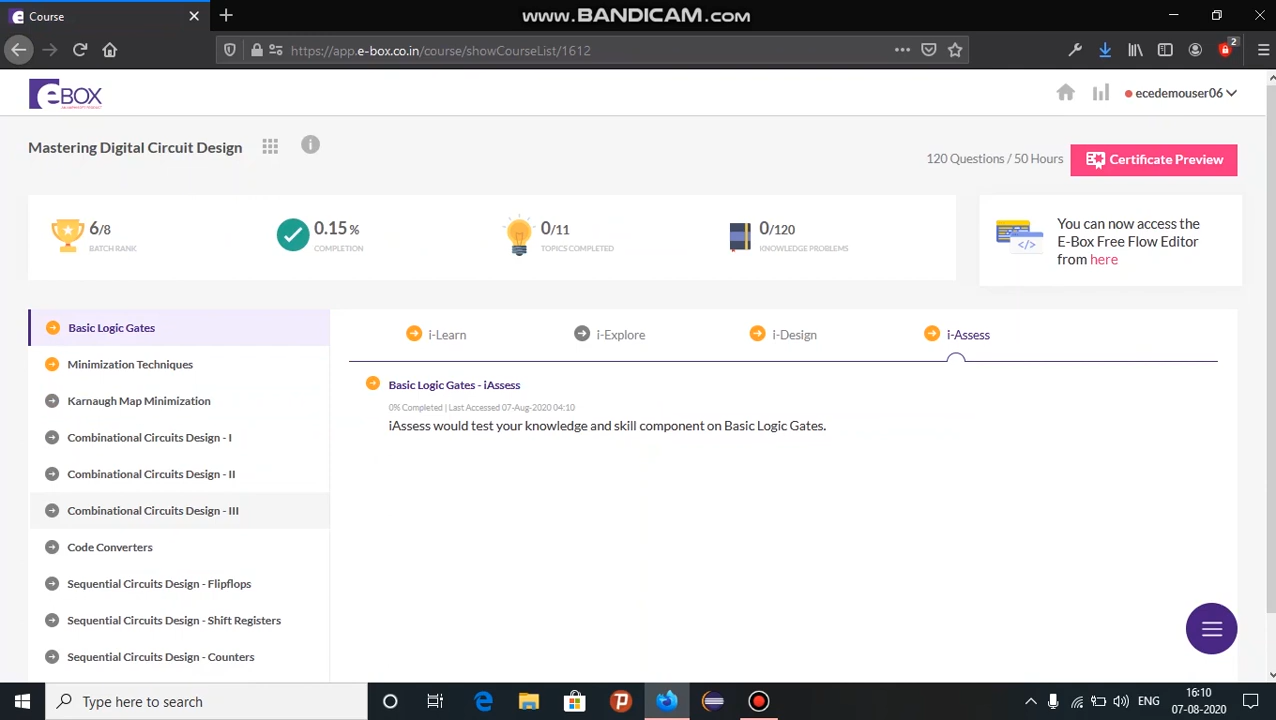 Course
www.BANDICAM.com
https://app.e-box.co.in/course/showCourseList/1612
2
eBOX
ecedemouser06
Mastering Digital Circuit Design
120 Questions / 50 Hours
Certificate Preview
6/8
BATCH RANK
0.15 %
COMPLETION
0/11
TOPICS COMPLETED
0/120
KNOWLEDGE PROBLEMS
You can now access the
E-Box Free Flow Editor
from here
Basic Logic Gates
Minimization Techniques
Karnaugh Map Minimization
Combinational Circuits Design - I
Combinational Circuits Design - II
Combinational Circuits Design - III
Code Converters
Sequential Circuits Design - Flipflops
Sequential Circuits Design - Shift Registers
Sequential Circuits Design - Counters
i-Learn
i-Explore
i-Design
i-Assess
Basic Logic Gates - iAssess
0% Completed | Last Accessed 07-Aug-2020 04:10
iAssess would test your knowledge and skill component on Basic Logic Gates.
Type here to search
ENG
16:10
07-08-2020